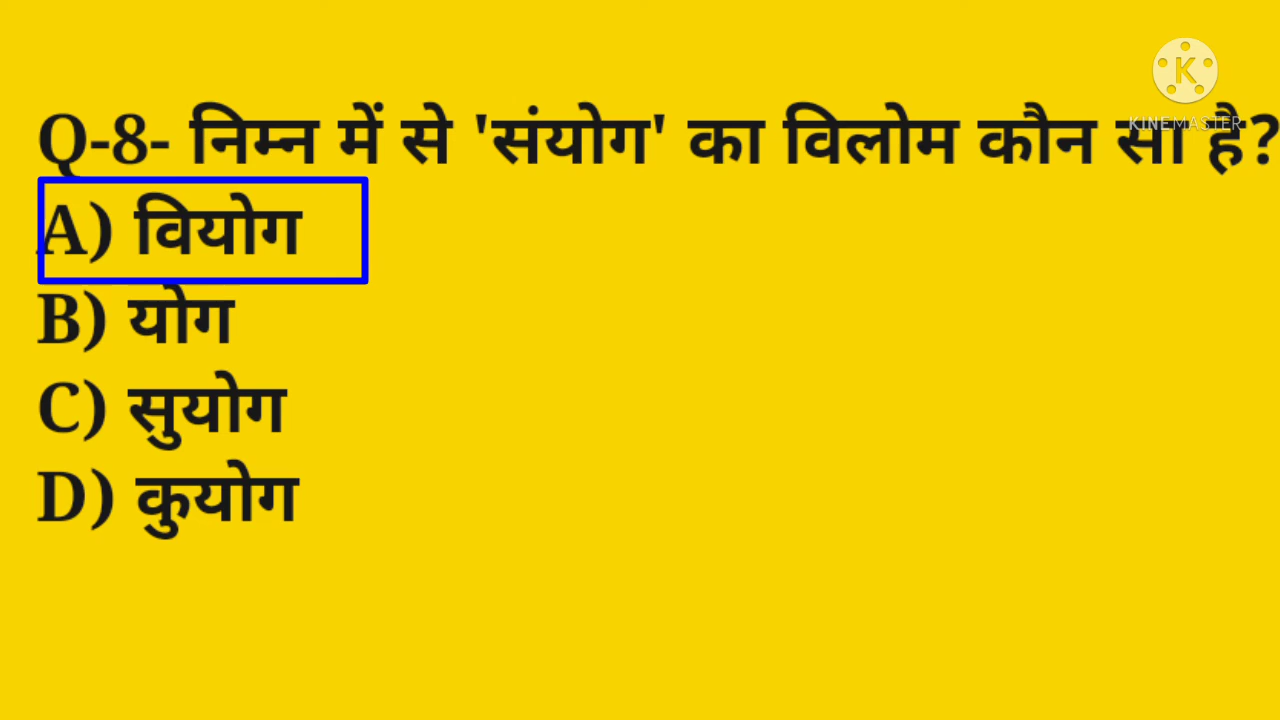 Q-8- निम्न में से 'संयोग' का विलोम कौन सा है?
A) वियोग
B) योग
C) सुयोग
D) कुयोग
K
KINEMASTER